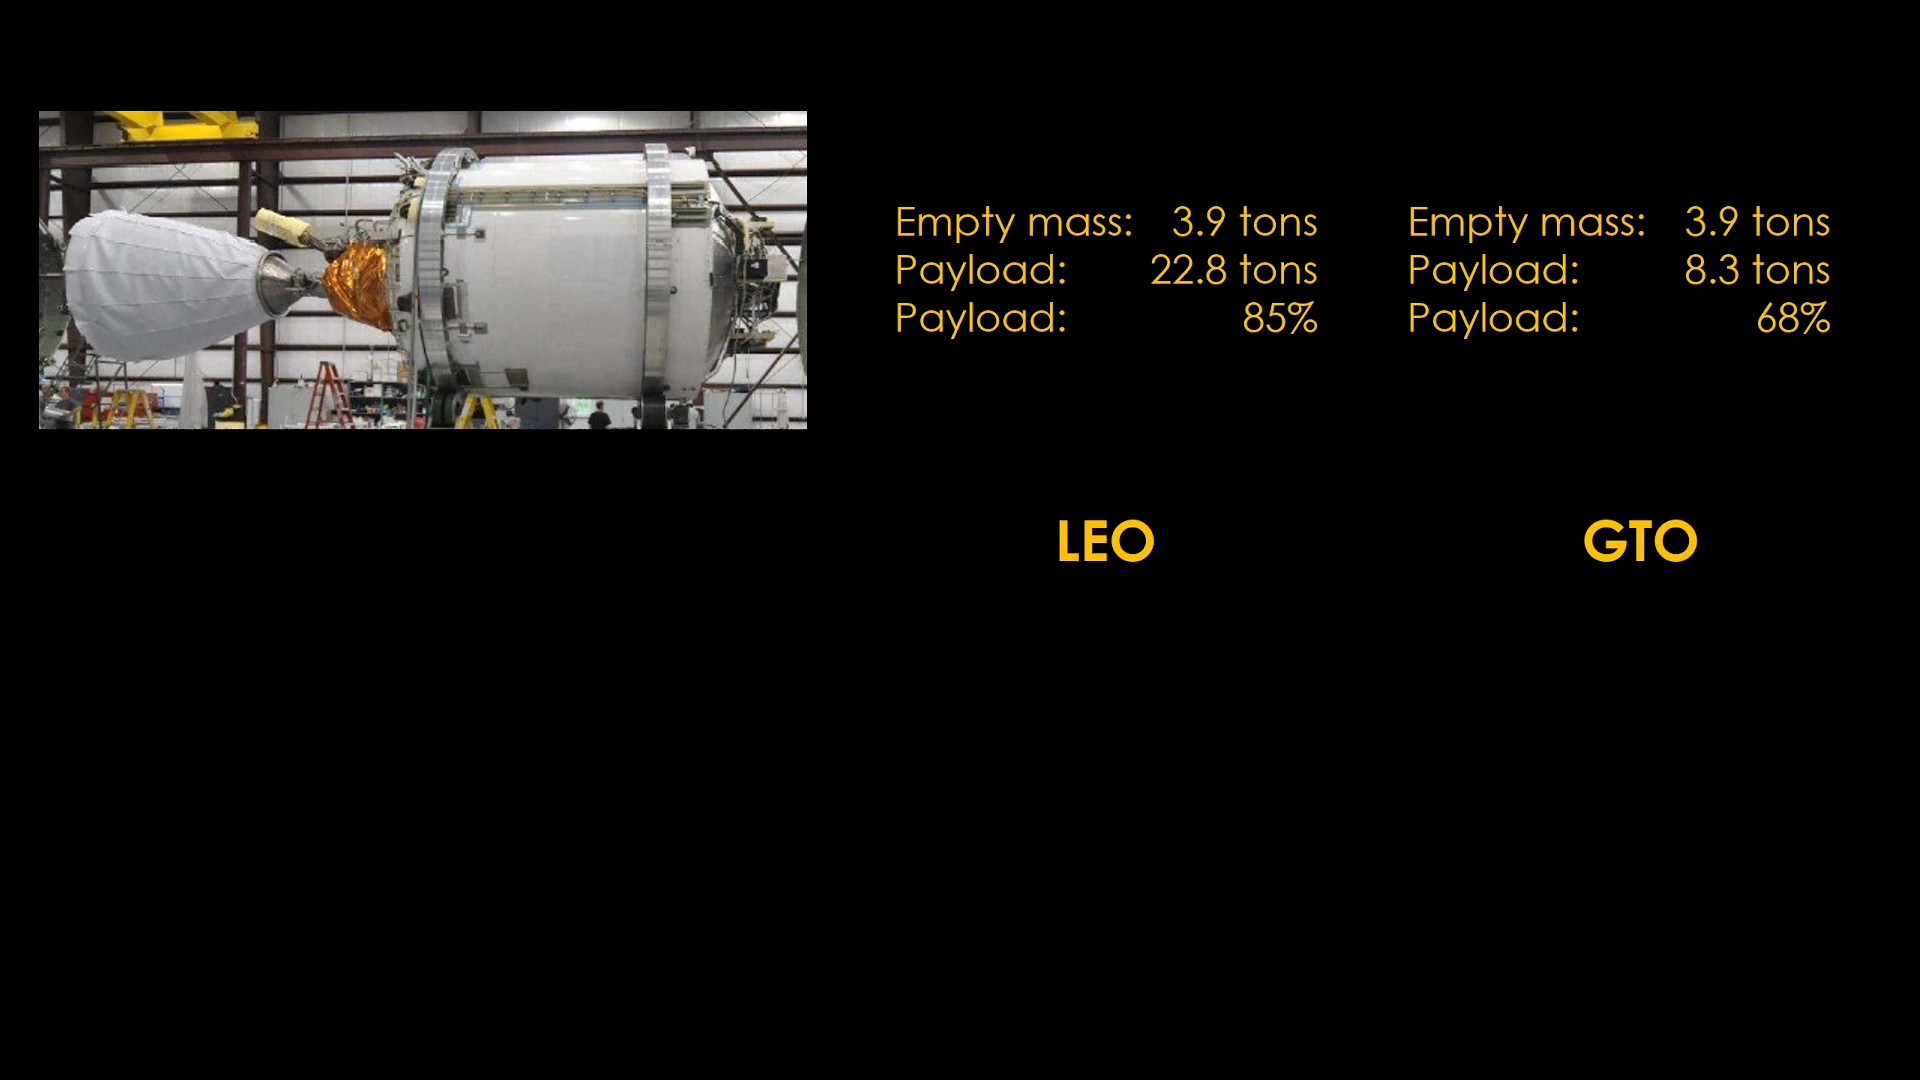 Empty mass: 3.9 tons
Payload: 22.8 tons
Payload: 85%
Empty mass: 3.9 tons
Payload: 8.3 tons
Payload: 68%
LEO
GTO